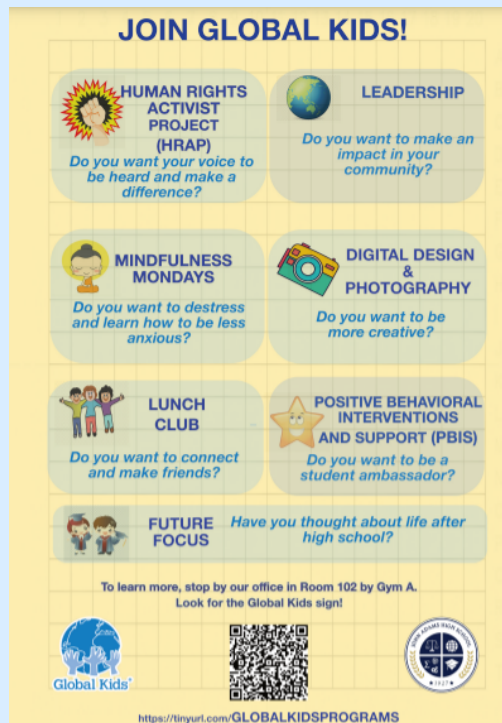 JOIN GLOBAL KIDS!
HUMAN RIGHTS
ACTIVIST
PROJECT
(HRAP)
Do you want your voice to
be heard and make a
difference?
LEADERSHIP
Do you want to make an
impact in your
community?
MINDFULNESS
MONDAYS
Do you want to destress
and learn how to be less
anxious?
DIGITAL DESIGN
&
PHOTOGRAPHY
Do you want to be
more creative?
LUNCH
CLUB
Do you want to connect
and make friends?
POSITIVE BEHAVIORAL
INTERVENTIONS
AND SUPPORT (PBIS)
Do you want to be a
student ambassador?
FUTURE
FOCUS
Have you thought about life after
high school?
To learn more, stop by our office in Room 102 by Gym A.
Look for the Global Kids sign!
Global Kids
JOHN ADAMS HIGH SCHOOL
https://tinyurl.com/GLOBALKIDSPROGRAMS